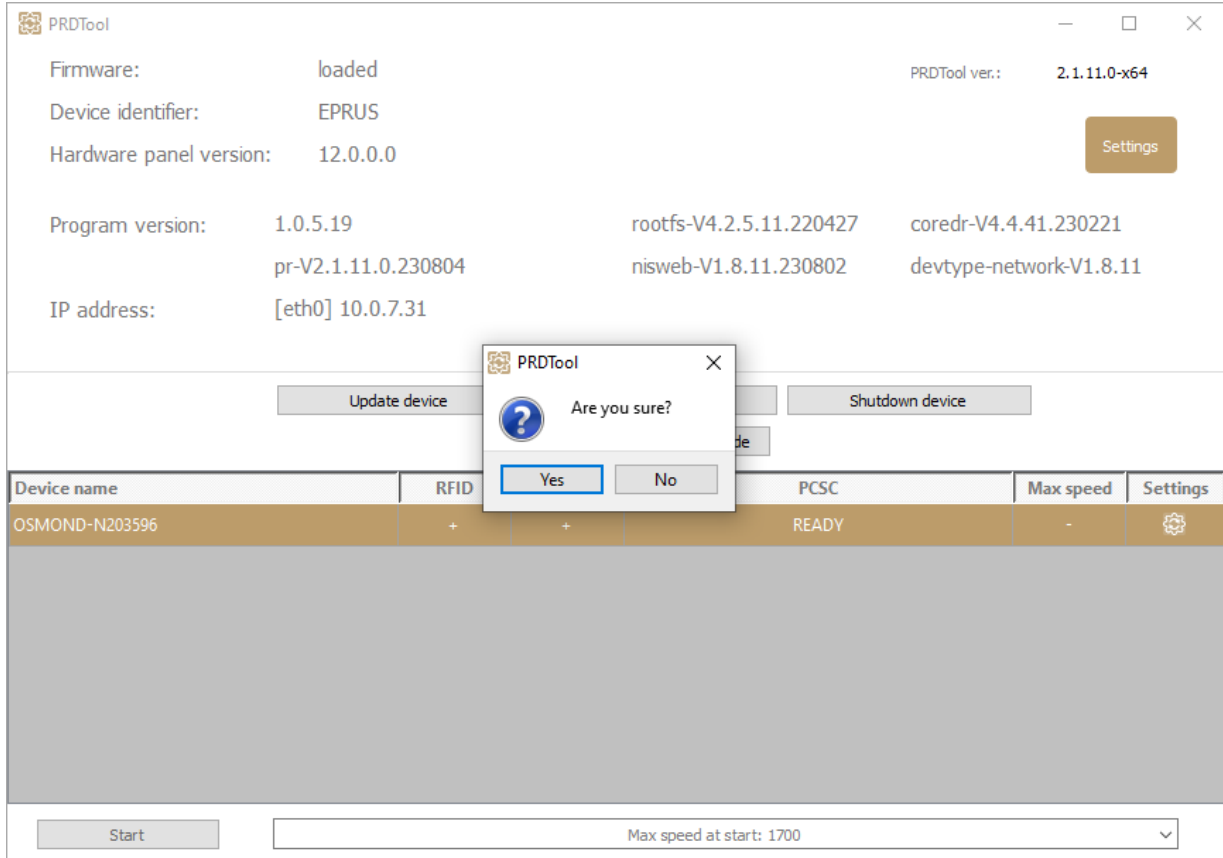 PRDTool
Firmware: loaded PRDTool ver.: 2.1.11.0-x64
Device identifier: EPRUS
Hardware panel version: 12.0.0.0
Settings
Program version: 1.0.5.19 rootfs-V4.2.5.11.220427 coredr-V4.4.41.230221
pr-V2.1.11.0.230804 nisweb-V1.8.11.230802 devtype-network-V1.8.11
IP address: [eth0] 10.0.7.31
PRDTool
Are you sure?
Yes No
Update device Shutdown device
Device name RFID PCSC Max speed Settings
OSMOND-N203596 + + READY -
Start Max speed at start: 1700